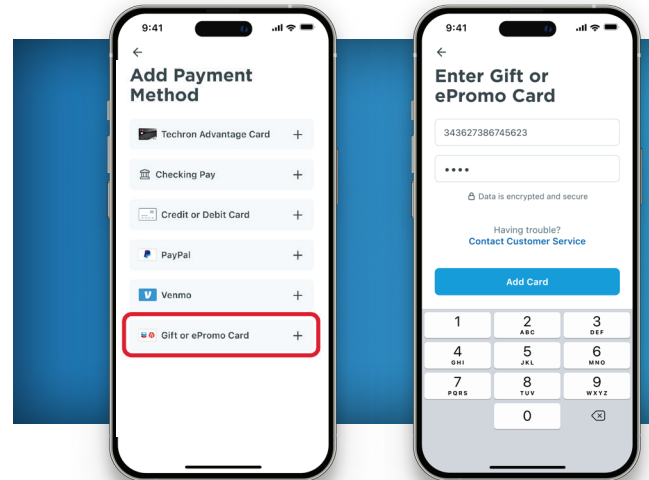 9:41
Add Payment
Method
Techron Advantage Card
Checking Pay
Credit or Debit Card
PayPal
Venmo
Gift or ePromo Card
9:41
Enter Gift or
ePromo Card
343627386745623
••••
Data is encrypted and secure
Having trouble?
Contact Customer Service
Add Card
1
2
ABC
3
DEF
4
GHI
5
JKL
6
MNO
7
PQRS
8
TUV
9
WXYZ
0